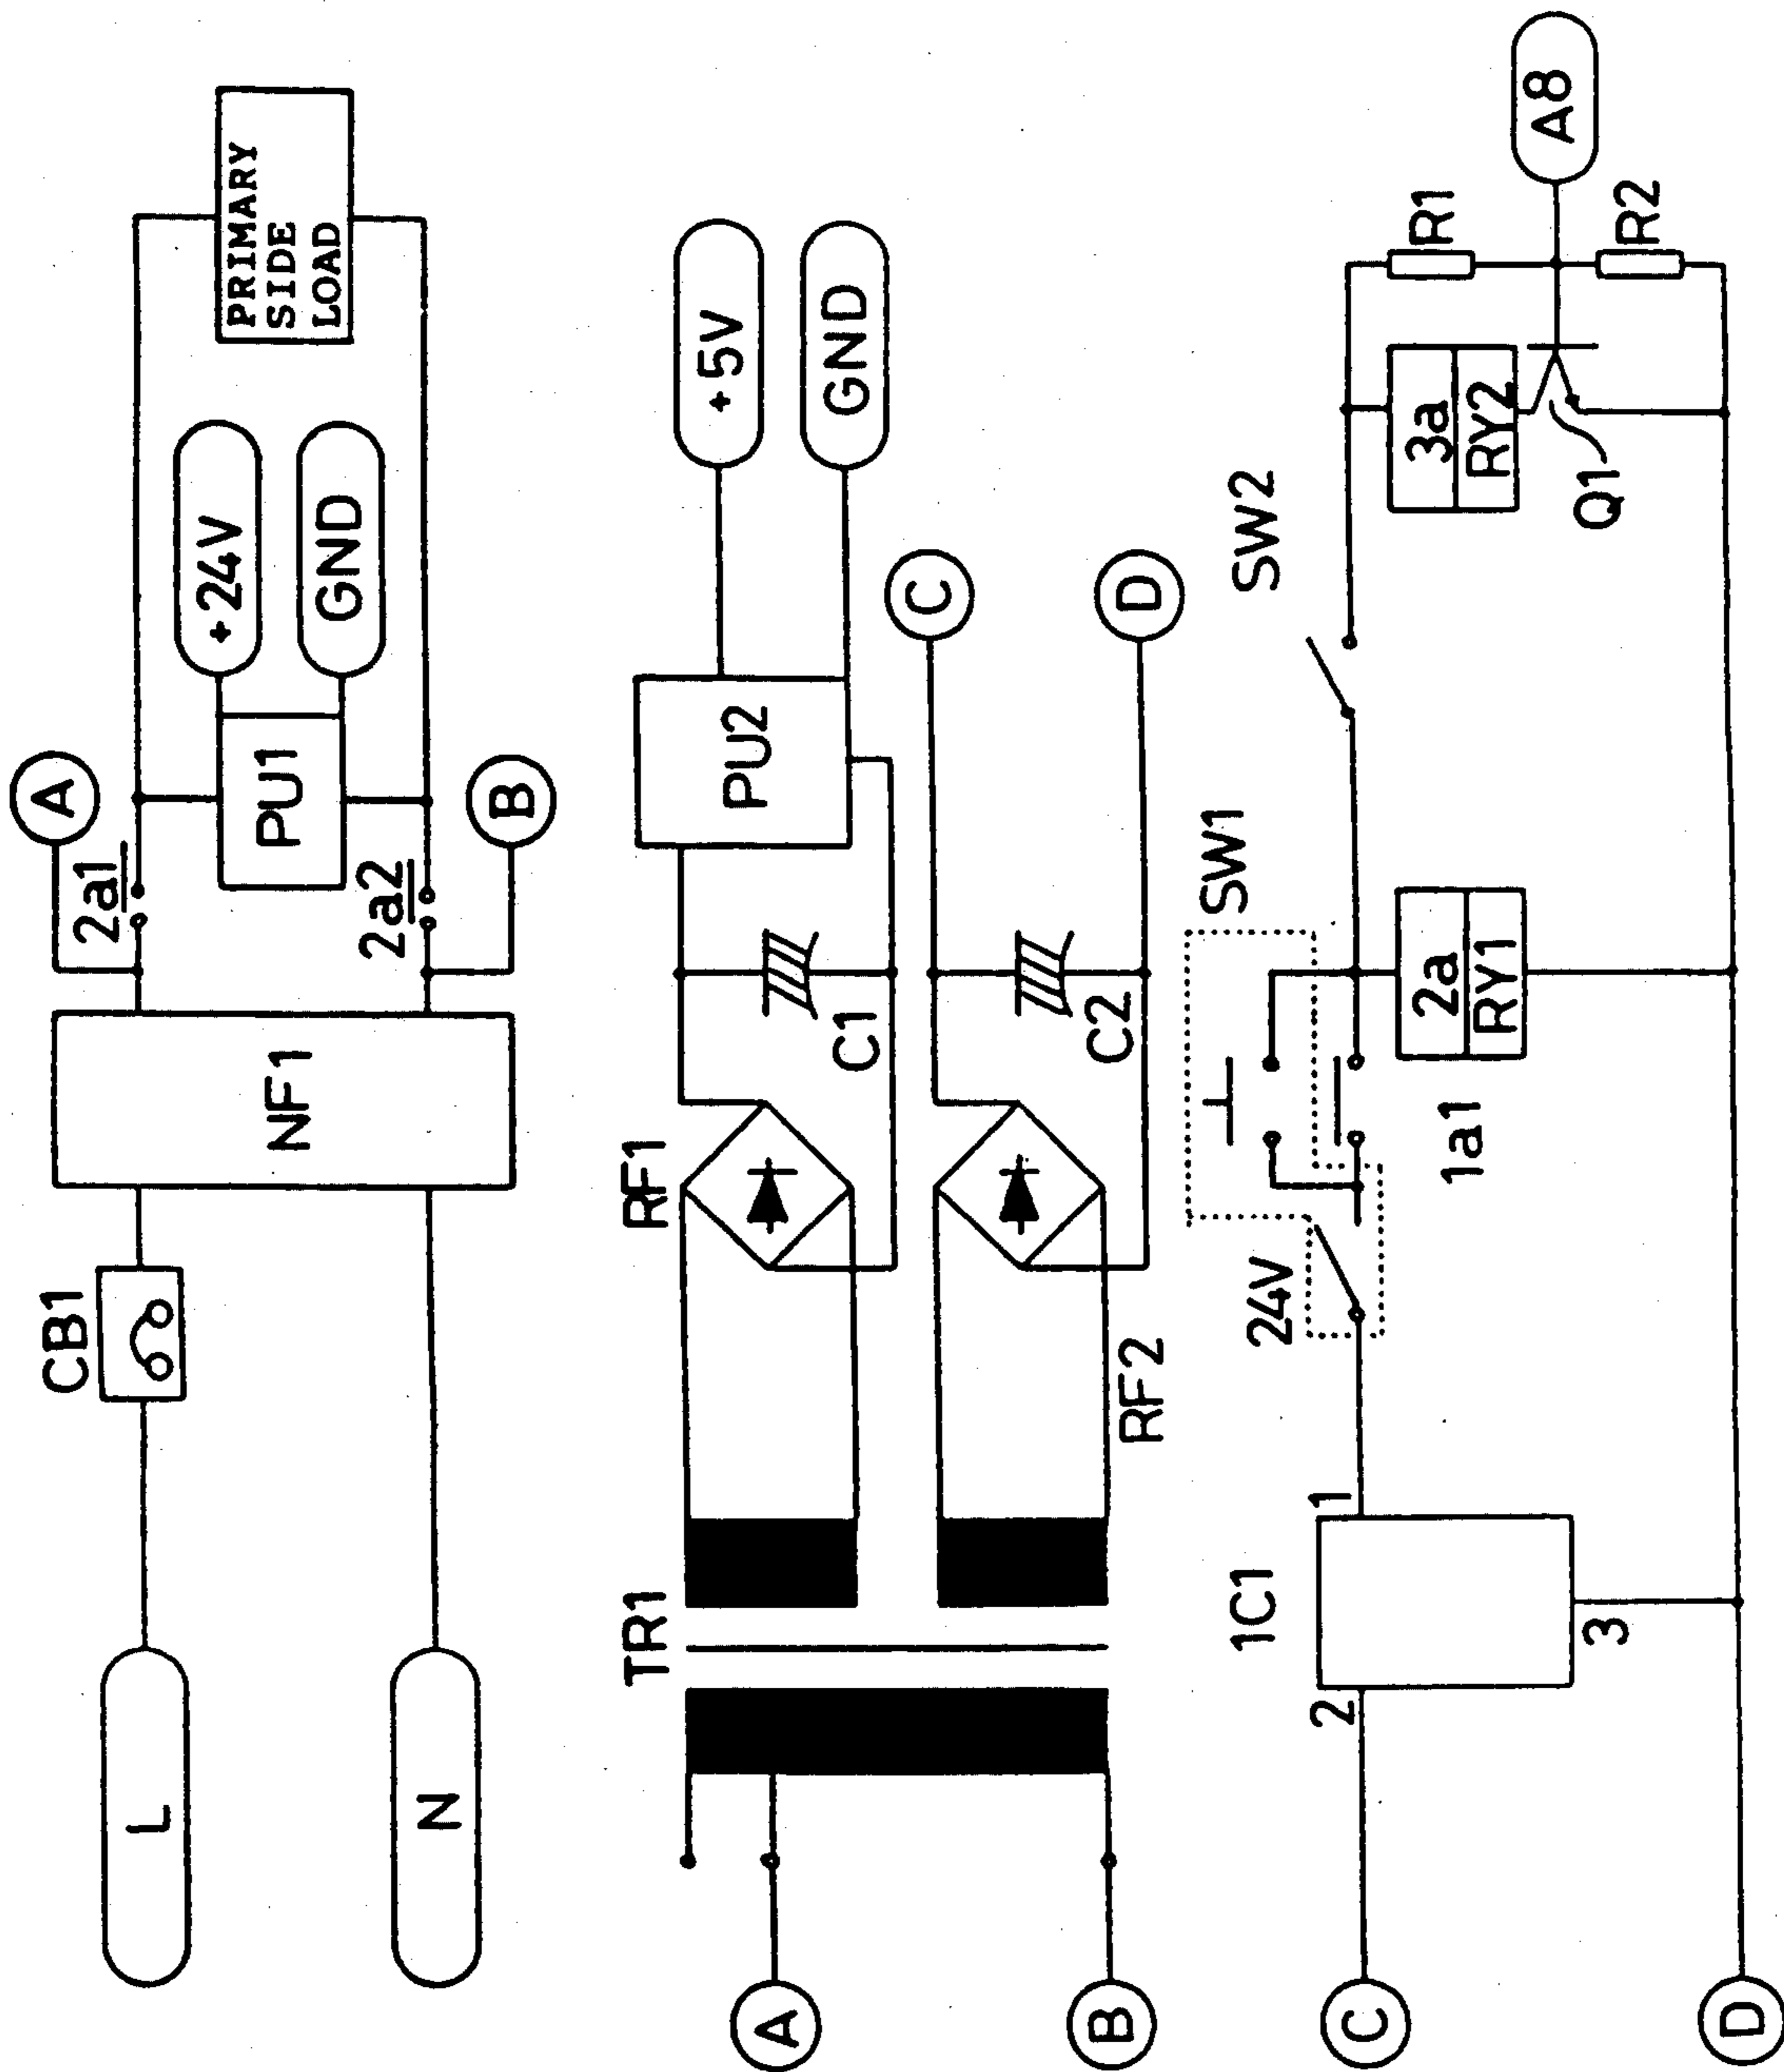 L
N
CB1
NF1
A
B
2a1
2a2
PU1
+24V
GND
PRIMARY
SIDE
LOAD
A
B
TR1
RF1
RF2
C1
C2
PU2
+5V
GND
C
D
C
D
1C1
2
1
3
24V
SW1
1a1
2a
RY1
SW2
3a
RY2
Q1
R1
R2
A8